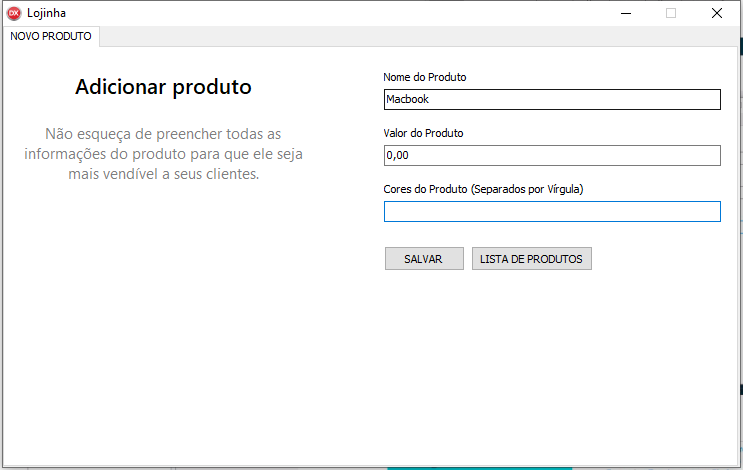 DX Lojinha
NOVO PRODUTO
Adicionar produto
Não esqueça de preencher todas as
informações do produto para que ele seja
mais vendível a seus clientes.
Nome do Produto
Macbook
Valor do Produto
0,00
Cores do Produto (Separados por Vírgula)
SALVAR
LISTA DE PRODUTOS